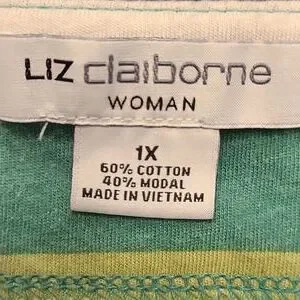 LIZ claiborne
WOMAN
1X
60% COTTON
40% MODAL
MADE IN VIETNAM